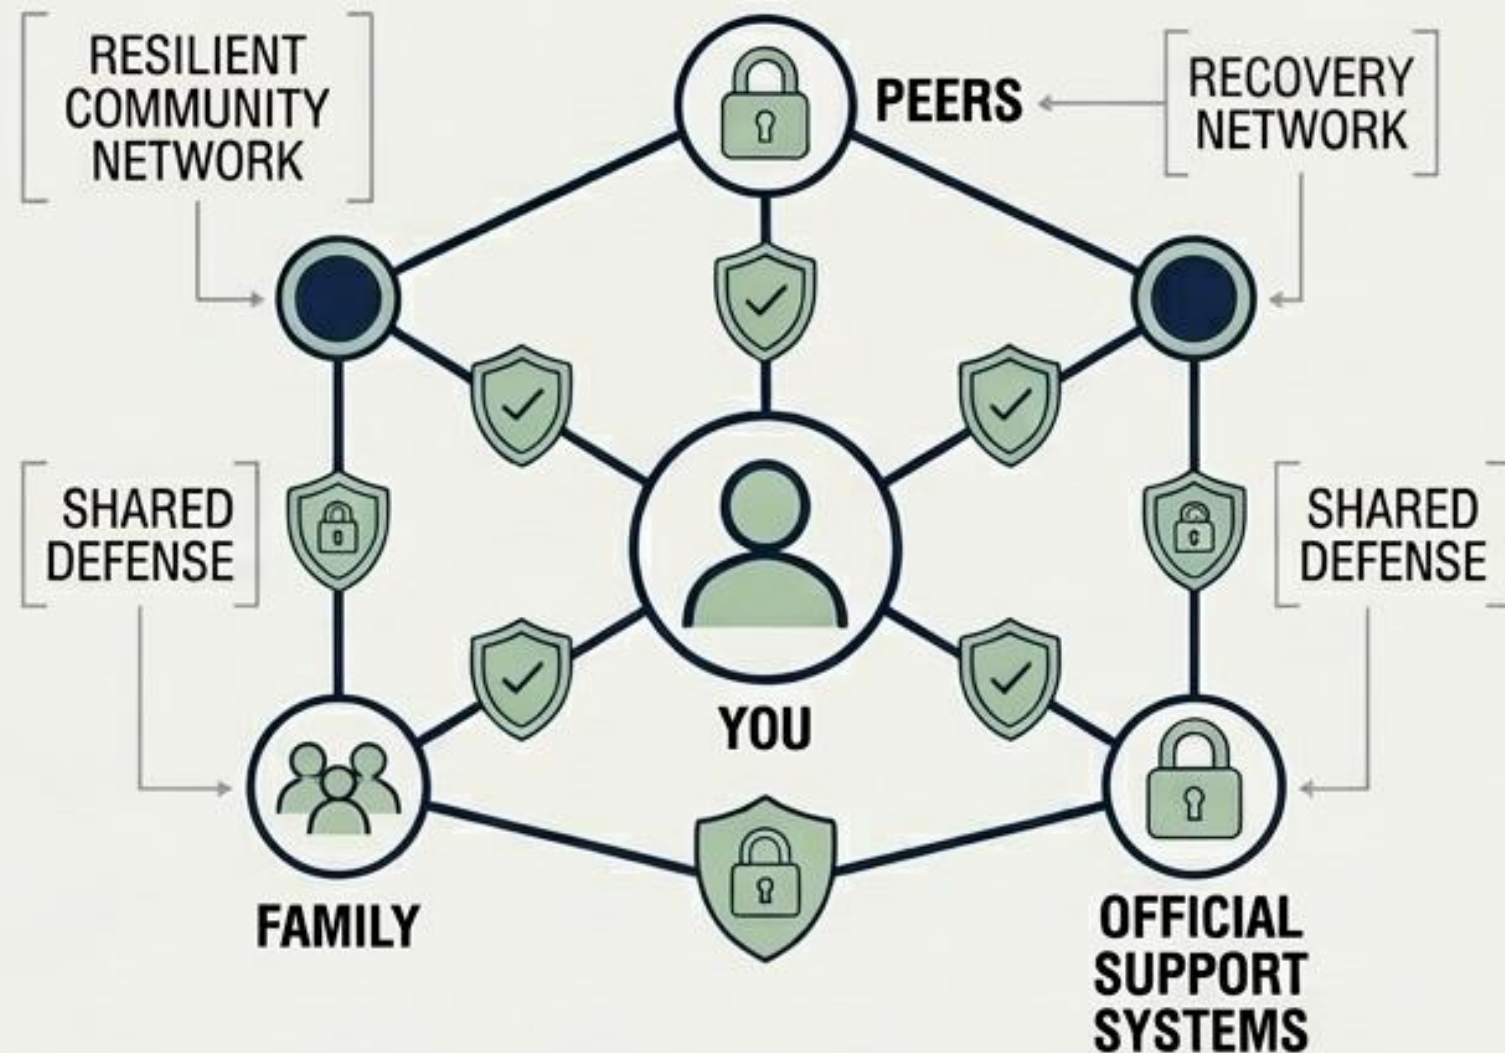 RESILIENT
COMMUNITY
NETWORK
PEERS
RECOVERY
NETWORK
SHARED
DEFENSE
SHARED
DEFENSE
YOU
FAMILY
OFFICIAL
SUPPORT
SYSTEMS